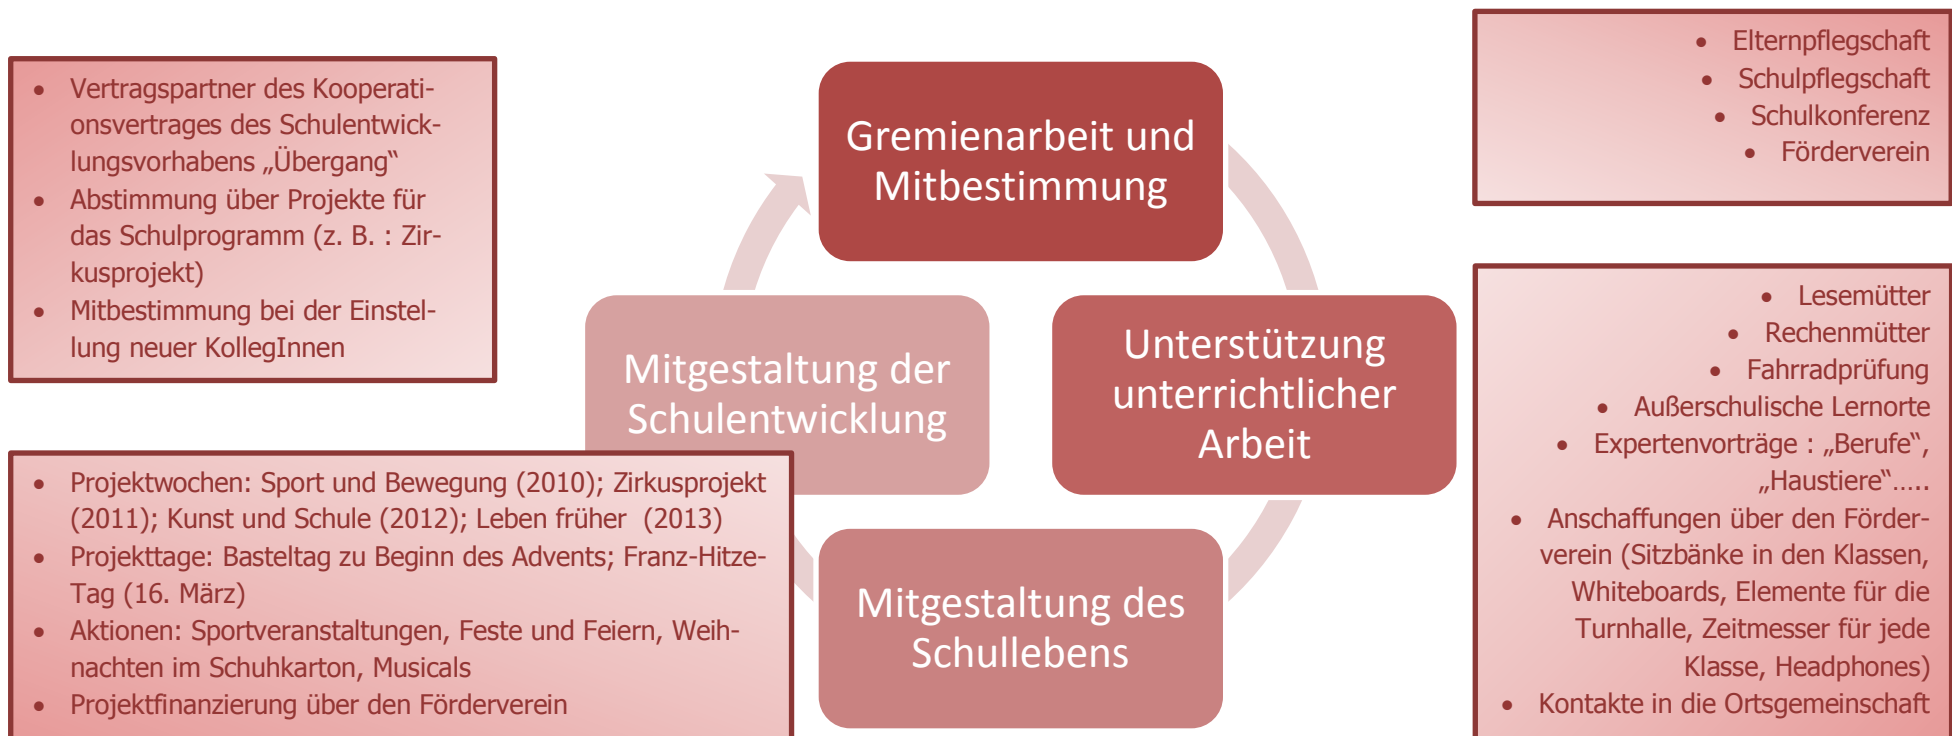 • Vertragspartner des Kooperati-
onsvertrages des Schulentwick-
lungsvorhabens „Übergang“
• Abstimmung über Projekte für
das Schulprogramm (z. B. : Zir-
kusprojekt)
• Mitbestimmung bei der Einstel-
lung neuer KollegInnen
Gremienarbeit und
Mitbestimmung
• Elternpflegschaft
• Schulpflegschaft
• Schulkonferenz
• Förderverein
Mitgestaltung der
Schulentwicklung
Unterstützung
unterrichtlicher
Arbeit
• Lesemütter
• Rechenmütter
• Fahrradprüfung
• Außerschulische Lernorte
• Expertenvorträge : „Berufe“,
„Haustiere“…..
• Anschaffungen über den Förder-
verein (Sitzbänke in den Klassen,
Whiteboards, Elemente für die
Turnhalle, Zeitmesser für jede
Klasse, Headphones)
• Kontakte in die Ortsgemeinschaft
• Projektwochen: Sport und Bewegung (2010); Zirkusprojekt
(2011); Kunst und Schule (2012); Leben früher (2013)
• Projekttage: Basteltag zu Beginn des Advents; Franz-Hitze-
Tag (16. März)
• Aktionen: Sportveranstaltungen, Feste und Feiern, Weih-
nachten im Schuhkarton, Musicals
• Projektfinanzierung über den Förderverein
Mitgestaltung des
Schullebens